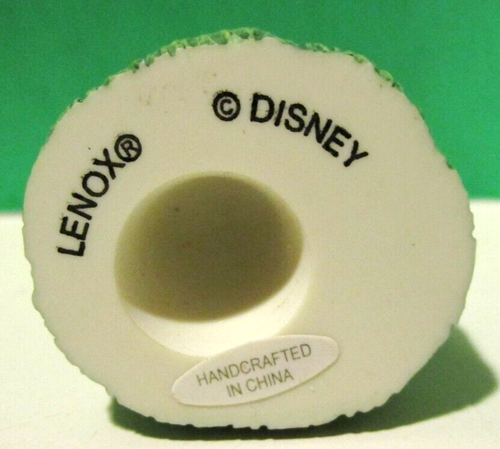 LENOX®
© DISNEY
HANDCRAFTED
IN CHINA